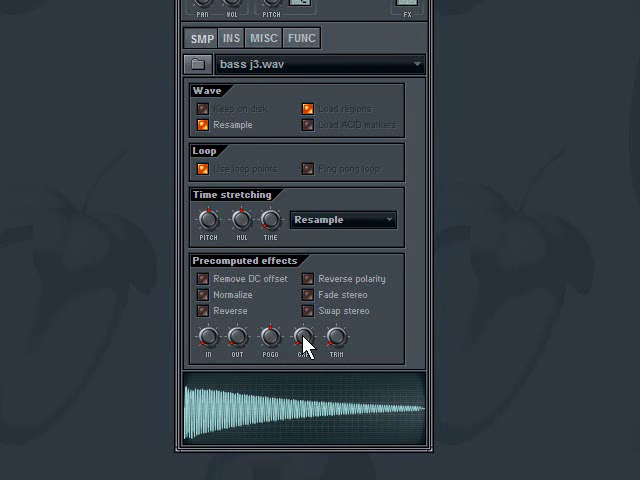 PAN VOL PITCH FX
SMP INS MISC FUNC
bass j3.wav
Wave
Keep on disk Load regions
Resample Load ACID markers
Loop
Use loop points Ping pong loop
Time stretching
Resample
PITCH MUL TIME
Precomputed effects
Remove DC offset Reverse polarity
Normalize Fade stereo
Reverse Swap stereo
IN OUT POGO TRIM